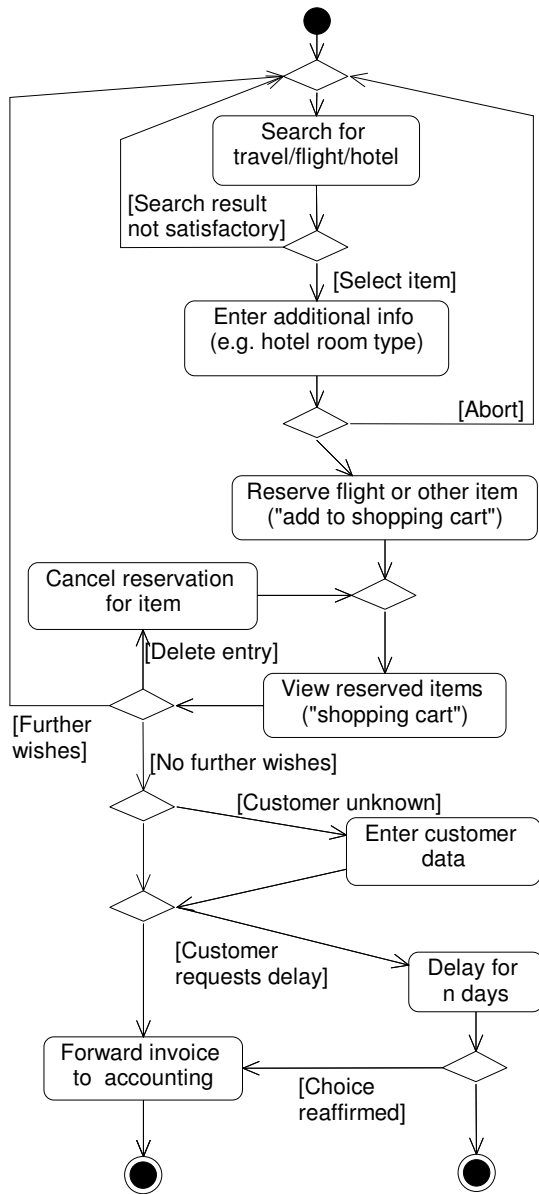 Search for
travel/flight/hotel
[Search result
not satisfactory]
[Select item]
Enter additional info
(e.g. hotel room type)
[Abort]
Reserve flight or other item
("add to shopping cart")
Cancel reservation
for item
[Delete entry]
View reserved items
("shopping cart")
[Further
wishes]
[No further wishes]
[Customer unknown]
Enter customer
data
[Customer
requests delay]
Delay for
n days
Forward invoice
to accounting
[Choice
reaffirmed]